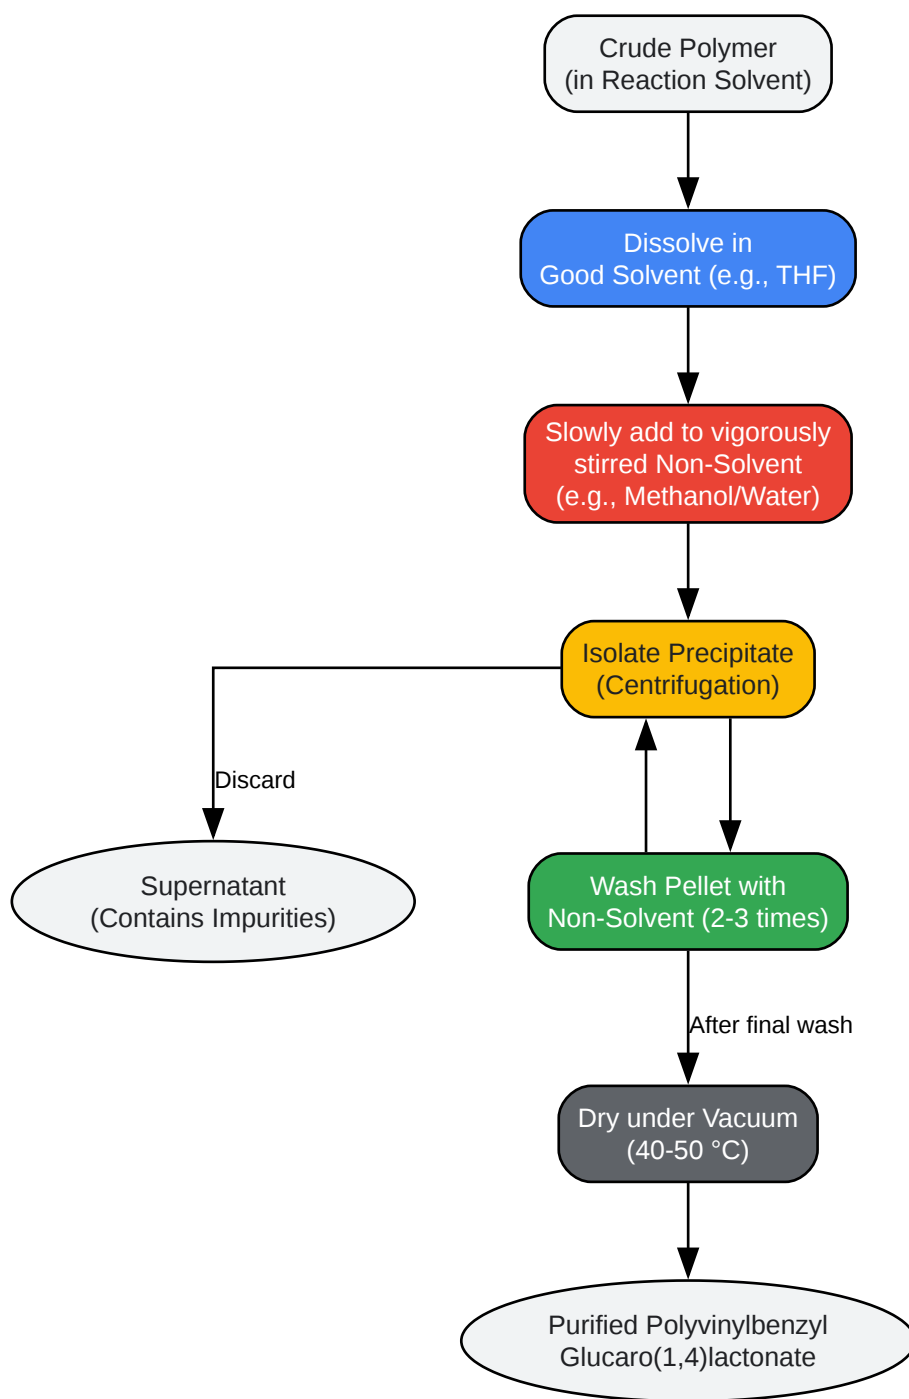 Crude Polymer
(in Reaction Solvent)
Dissolve in
Good Solvent (e.g., THF)
Slowly add to vigorously
stirred Non-Solvent
(e.g., Methanol/Water)
Isolate Precipitate
(Centrifugation)
Discard
Supernatant
(Contains Impurities)
Wash Pellet with
Non-Solvent (2-3 times)
After final wash
Dry under Vacuum
(40-50 °C)
Purified Polyvinylbenzyl
Glucaro(1,4)lactonate